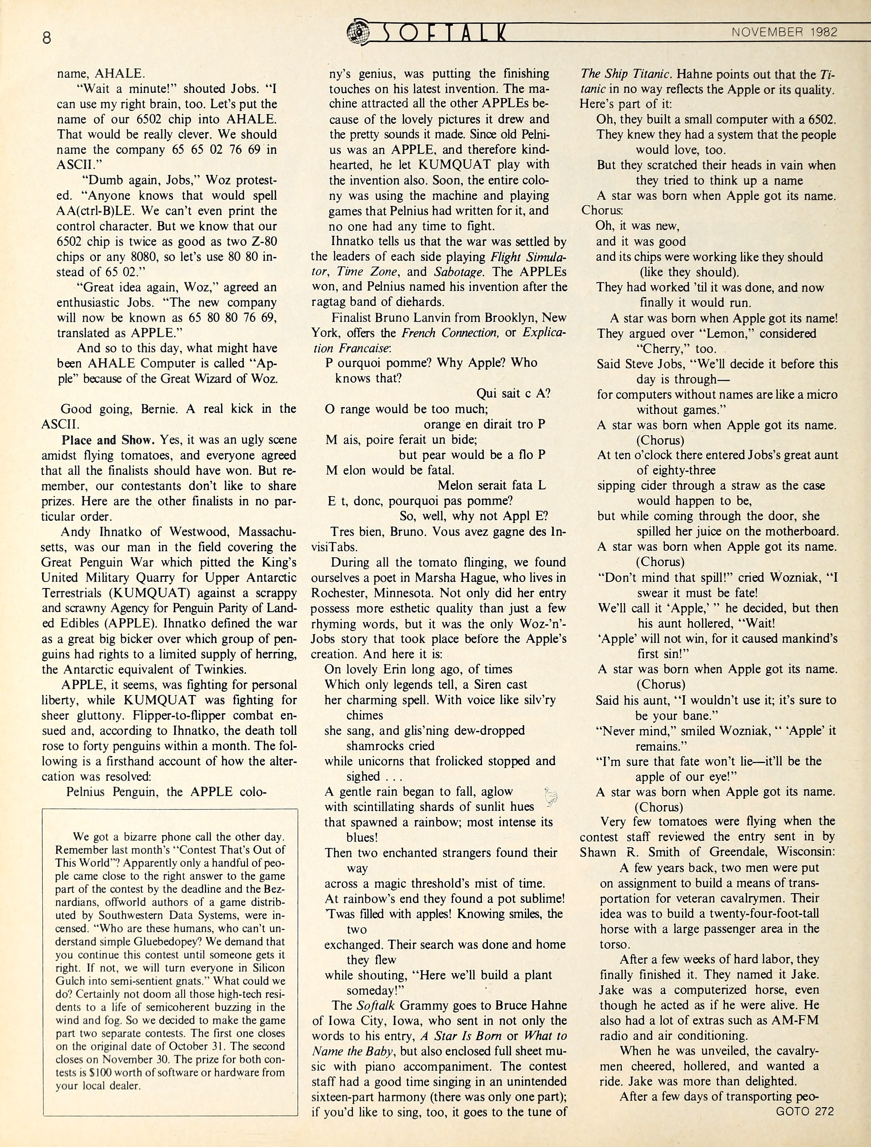 8
SOFTALK
NOVEMBER 1982
name, AHALE.
"Wait a minute!" shouted Jobs. "I
can use my right brain, too. Let's put the
name of our 6502 chip into AHALE.
That would be really clever. We should
name the company 65 65 02 76 69 in
ASCII."
"Dumb again, Jobs," Woz protest-
ed. "Anyone knows that would spell
AA(ctrl-B)LE. We can't even print the
control character. But we know that our
6502 chip is twice as good as two Z-80
chips or any 8080, so let's use 80 80 in-
stead of 65 02."
"Great idea again, Woz," agreed an
enthusiastic Jobs. "The new company
will now be known as 65 80 80 76 69,
translated as APPLE."
And so to this day, what might have
been AHALE Computer is called "Ap-
ple" because of the Great Wizard of Woz.
Good going, Bernie. A real kick in the
ASCII.
Place and Show. Yes, it was an ugly scene
amidst flying tomatoes, and everyone agreed
that all the finalists should have won. But re-
member, our contestants don't like to share
prizes. Here are the other finalists in no par-
ticular order.
Andy Ihnatko of Westwood, Massachu-
setts, was our man in the field covering the
Great Penguin War which pitted the King's
United Military Quarry for Upper Antarctic
Terrestrials (KUMQUAT) against a scrappy
and scrawny Agency for Penguin Parity of Land-
ed Edibles (APPLE). Ihnatko defined the war
as a great big bicker over which group of pen-
guins had rights to a limited supply of herring,
the Antarctic equivalent of Twinkies.
APPLE, it seems, was fighting for personal
liberty, while KUMQUAT was fighting for
sheer gluttony. Flipper-to-flipper combat en-
sued and, according to Ihnatko, the death toll
rose to forty penguins within a month. The fol-
lowing is a firsthand account of how the alter-
cation was resolved:
Pelnius Penguin, the APPLE colo-
We got a bizarre phone call the other day.
Remember last month's "Contest That's Out of
This World"? Apparently only a handful of peo-
ple came close to the right answer to the game
part of the contest by the deadline and the Bez-
nardians, offworld authors of a game distrib-
uted by Southwestern Data Systems, were in-
censed. "Who are these humans, who can't un-
derstand simple Gluebedopey? We demand that
you continue this contest until someone gets it
right. If not, we will turn everyone in Silicon
Gulch into semi-sentient gnats." What could we
do? Certainly not doom all those high-tech resi-
dents to a life of semicoherent buzzing in the
wind and fog. So we decided to make the game
part two separate contests. The first one closes
on the original date of October 31. The second
closes on November 30. The prize for both con-
tests is $100 worth of software or hardware from
your local dealer.
ny's genius, was putting the finishing
touches on his latest invention. The ma-
chine attracted all the other APPLEs be-
cause of the lovely pictures it drew and
the pretty sounds it made. Since old Pelni-
us was an APPLE, and therefore kind-
hearted, he let KUMQUAT play with
the invention also. Soon, the entire colo-
ny was using the machine and playing
games that Pelnius had written for it, and
no one had any time to fight.
Ihnatko tells us that the war was settled by
the leaders of each side playing Flight Simula-
tor, Time Zone, and Sabotage. The APPLEs
won, and Pelnius named his invention after the
ragtag band of diehards.
Finalist Bruno Lanvin from Brooklyn, New
York, offers the French Connection, or Explica-
tion Francaise:
P ourquoi pomme? Why Apple? Who
knows that?
Qui sait c A?
O range would be too much;
orange en dirait tro P
M ais, poire ferait un bide;
but pear would be a flo P
M elon would be fatal.
Melon serait fata L
E t, donc, pourquoi pas pomme?
So, well, why not Appl E?
Tres bien, Bruno. Vous avez gagne des In-
visiTabs.
During all the tomato flinging, we found
ourselves a poet in Marsha Hague, who lives in
Rochester, Minnesota. Not only did her entry
possess more esthetic quality than just a few
rhyming words, but it was the only Woz-'n'-
Jobs story that took place before the Apple's
creation. And here it is:
On lovely Erin long ago, of times
Which only legends tell, a Siren cast
her charming spell. With voice like silv'ry
chimes
she sang, and glis'ning dew-dropped
shamrocks cried
while unicorns that frolicked stopped and
sighed . . .
A gentle rain began to fall, aglow
with scintillating shards of sunlit hues
that spawned a rainbow; most intense its
blues!
Then two enchanted strangers found their
way
across a magic threshold's mist of time.
At rainbow's end they found a pot sublime!
'Twas filled with apples! Knowing smiles, the
two
exchanged. Their search was done and home
they flew
while shouting, "Here we'll build a plant
someday!"
The Softalk Grammy goes to Bruce Hahne
of Iowa City, Iowa, who sent in not only the
words to his entry, A Star Is Born or What to
Name the Baby, but also enclosed full sheet mu-
sic with piano accompaniment. The contest
staff had a good time singing in an unintended
sixteen-part harmony (there was only one part);
if you'd like to sing, too, it goes to the tune of
The Ship Titanic. Hahne points out that the Ti-
tanic in no way reflects the Apple or its quality.
Here's part of it:
Oh, they built a small computer with a 6502.
They knew they had a system that the people
would love, too.
But they scratched their heads in vain when
they tried to think up a name
A star was born when Apple got its name.
Chorus:
Oh, it was new,
and it was good
and its chips were working like they should
(like they should).
They had worked 'til it was done, and now
finally it would run.
A star was born when Apple got its name!
They argued over "Lemon," considered
"Cherry," too.
Said Steve Jobs, "We'll decide it before this
day is through—
for computers without names are like a micro
without games."
A star was born when Apple got its name.
(Chorus)
At ten o'clock there entered Jobs's great aunt
of eighty-three
sipping cider through a straw as the case
would happen to be,
but while coming through the door, she
spilled her juice on the motherboard.
A star was born when Apple got its name.
(Chorus)
"Don't mind that spill!" cried Wozniak, "I
swear it must be fate!
We'll call it 'Apple,' " he decided, but then
his aunt hollered, "Wait!
'Apple' will not win, for it caused mankind's
first sin!"
A star was born when Apple got its name.
(Chorus)
Said his aunt, "I wouldn't use it; it's sure to
be your bane."
"Never mind," smiled Wozniak, " 'Apple' it
remains."
"I'm sure that fate won't lie—it'll be the
apple of our eye!"
A star was born when Apple got its name.
(Chorus)
Very few tomatoes were flying when the
contest staff reviewed the entry sent in by
Shawn R. Smith of Greendale, Wisconsin:
A few years back, two men were put
on assignment to build a means of trans-
portation for veteran cavalrymen. Their
idea was to build a twenty-four-foot-tall
horse with a large passenger area in the
torso.
After a few weeks of hard labor, they
finally finished it. They named it Jake.
Jake was a computerized horse, even
though he acted as if he were alive. He
also had a lot of extras such as AM-FM
radio and air conditioning.
When he was unveiled, the cavalry-
men cheered, hollered, and wanted a
ride. Jake was more than delighted.
After a few days of transporting peo-
GOTO 272